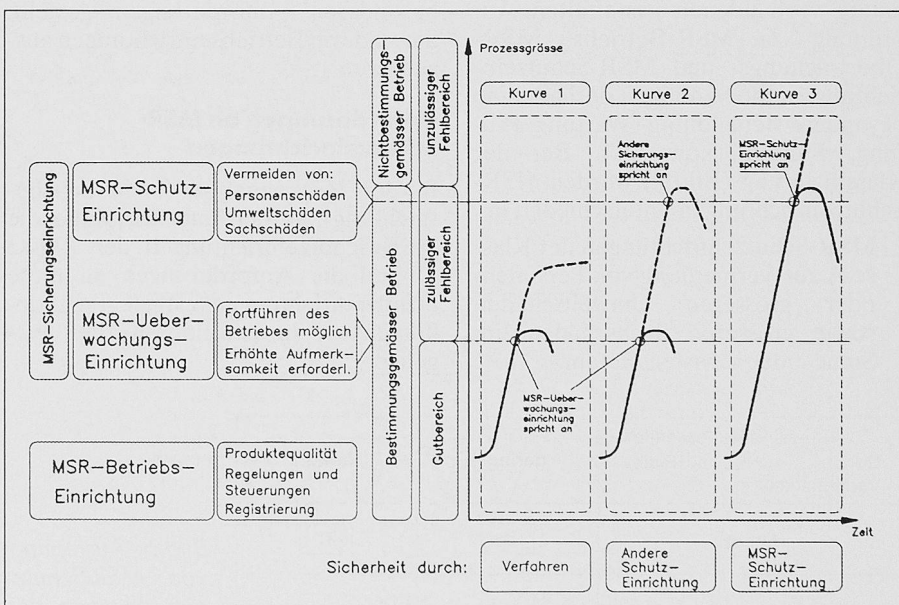 MSR-Sicherungseinrichtung
MSR-Schutz-
Einrichtung
Vermeiden von:
Personenschäden
Umweltschäden
Sachschäden
MSR-Ueber-
wachungs-
Einrichtung
Fortführen des
Betriebes möglich
Erhöhte Aufmerk-
samkeit erforderl.
MSR-Betriebs-
Einrichtung
Produktequalität
Regelungen und
Steuerungen
Registrierung
Nichtbestimmungs-
gemässer Betrieb
Bestimmungsgemässer Betrieb
unzulässiger
Fehlbereich
zulässiger
Fehlbereich
Gutbereich
Prozessgrösse
Kurve 1
Kurve 2
Kurve 3
Andere
Sicherungs-
einrichtung
spricht an
MSR-Schutz-
Einrichtung
spricht an
MSR-Ueber-
wachungs-
einrichtung
spricht an
Zeit
Sicherheit durch:
Verfahren
Andere
Schutz-
Einrichtung
MSR-
Schutz-
Einrichtung